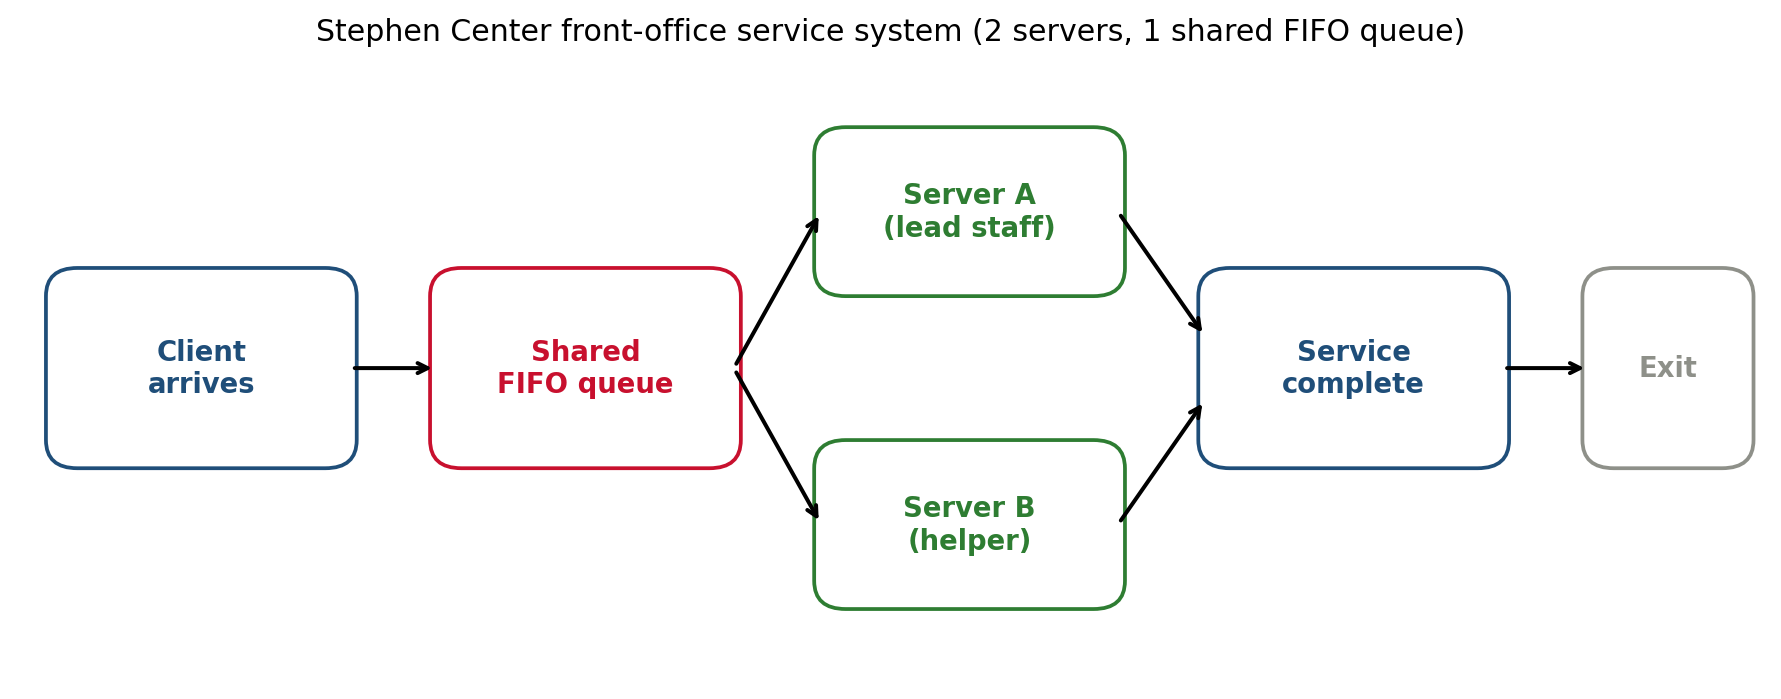 Stephen Center front-office service system (2 servers, 1 shared FIFO queue)
Client
arrives
Shared
FIFO queue
Server A
(lead staff)
Server B
(helper)
Service
complete
Exit